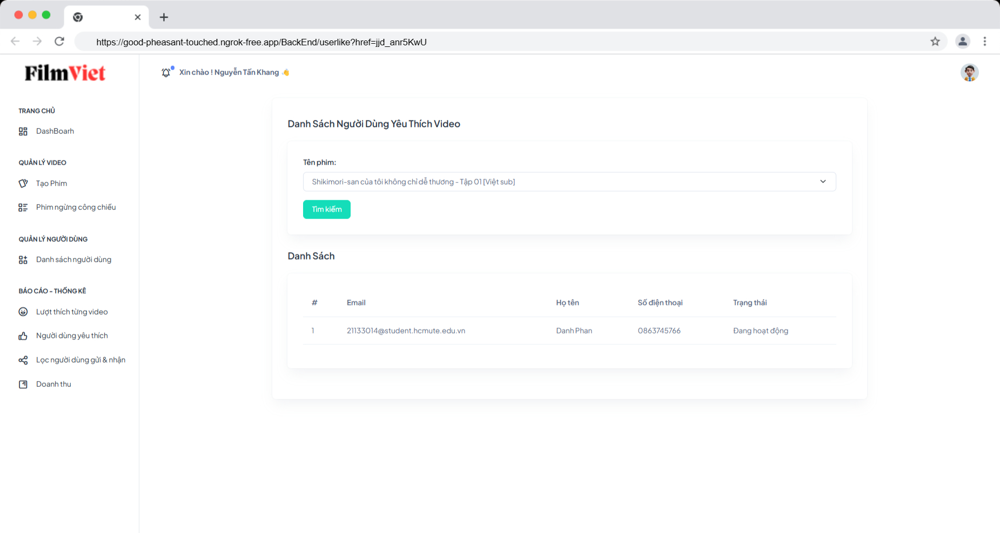 https://good-pheasant-touched.ngrok-free.app/BackEnd/userlike?href=jjd_anr5KwU
FilmViet
Xin chào ! Nguyễn Tấn Khang 👋
TRANG CHỦ
DashBoarh
QUẢN LÝ VIDEO
Tạo Phim
Phim ngừng công chiếu
QUẢN LÝ NGƯỜI DÙNG
Danh sách người dùng
BÁO CÁO - THỐNG KÊ
Lượt thích từng video
Người dùng yêu thích
Lọc người dùng gửi & nhận
Doanh thu
Danh Sách Người Dùng Yêu Thích Video
Tên phim:
Shikimori-san của tôi không chỉ dễ thương - Tập 01 [Việt sub]
Tìm kiếm
Danh Sách
# Email Họ tên Số điện thoại Trạng thái
1 21133014@student.hcmute.edu.vn Danh Phan 0863745766 Đang hoạt động